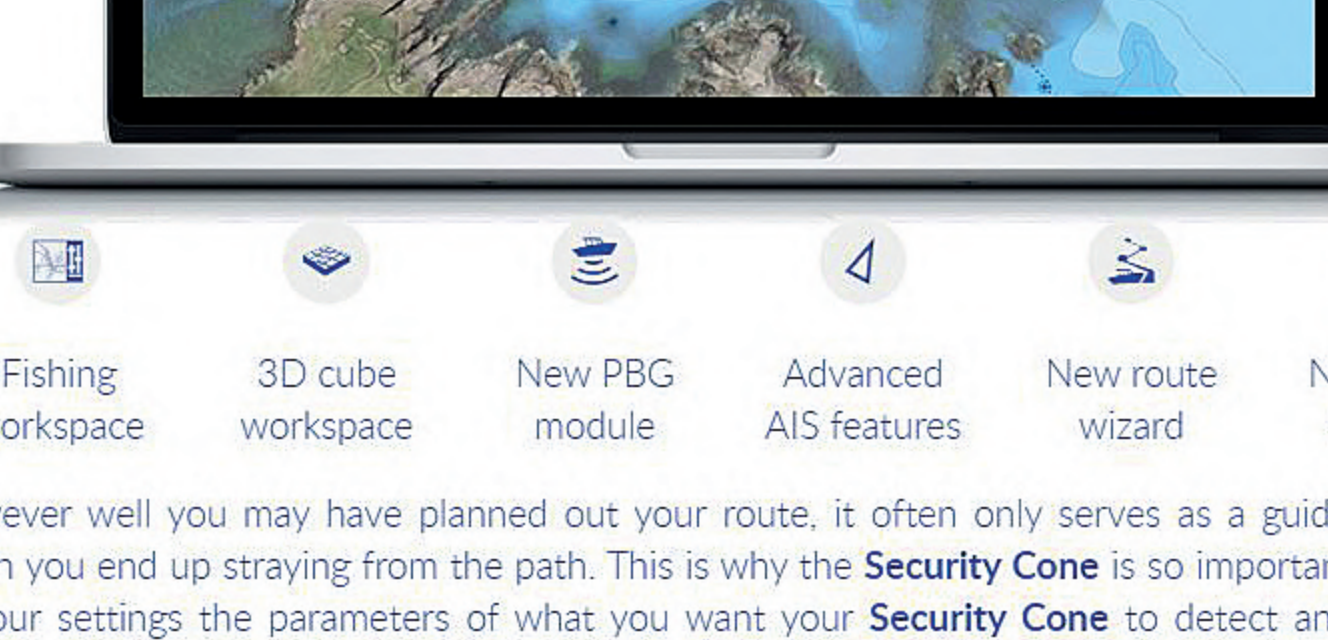 Fishing 3D cube New PBG Advanced New route N
orkspace workspace module AIS features wizard
ever well you may have planned out your route, it often only serves as a guid
n you end up straying from the path. This is why the Security Cone is so importan
our settings the parameters of what you want your Security Cone to detect an